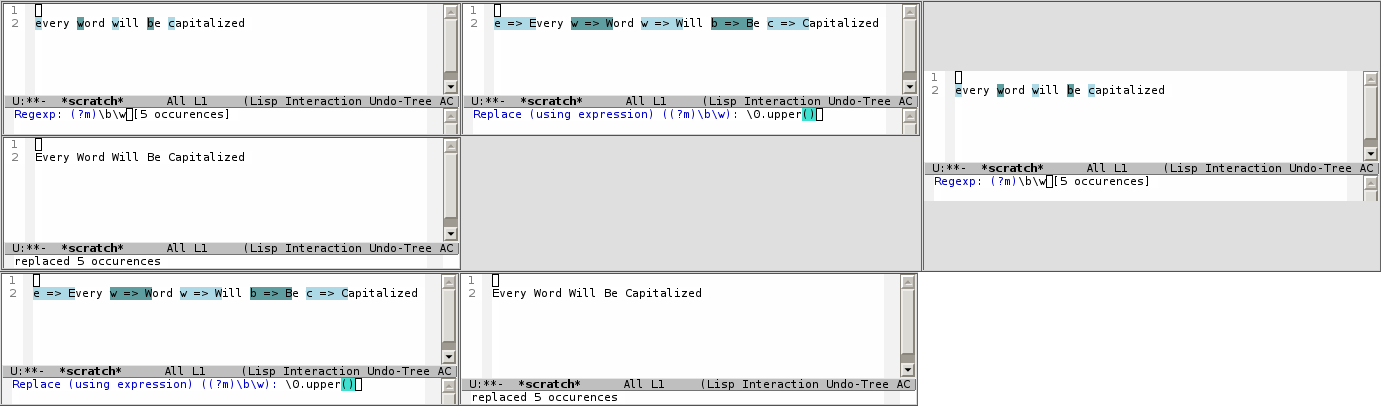 1
2 every word will be capitalized
U:**-  *scratch*      All L1     (Lisp Interaction Undo-Tree AC
Regexp: (?m)\b\w[5 occurences]
1
2 e => Every w => Word w => Will b => Be c => Capitalized
U:**-  *scratch*      All L1     (Lisp Interaction Undo-Tree AC
Replace (using expression) ((?m)\b\w): \0.upper()
1
2 every word will be capitalized
U:**-  *scratch*      All L1     (Lisp Interaction Undo-Tree AC
Regexp: (?m)\b\w[5 occurences]
1
2 Every Word Will Be Capitalized
U:**-  *scratch*      All L1     (Lisp Interaction Undo-Tree AC
replaced 5 occurences
1
2 e => Every w => Word w => Will b => Be c => Capitalized
U:**-  *scratch*      All L1     (Lisp Interaction Undo-Tree AC
Replace (using expression) ((?m)\b\w): \0.upper()
1
2 Every Word Will Be Capitalized
U:**-  *scratch*      All L1     (Lisp Interaction Undo-Tree AC
replaced 5 occurences